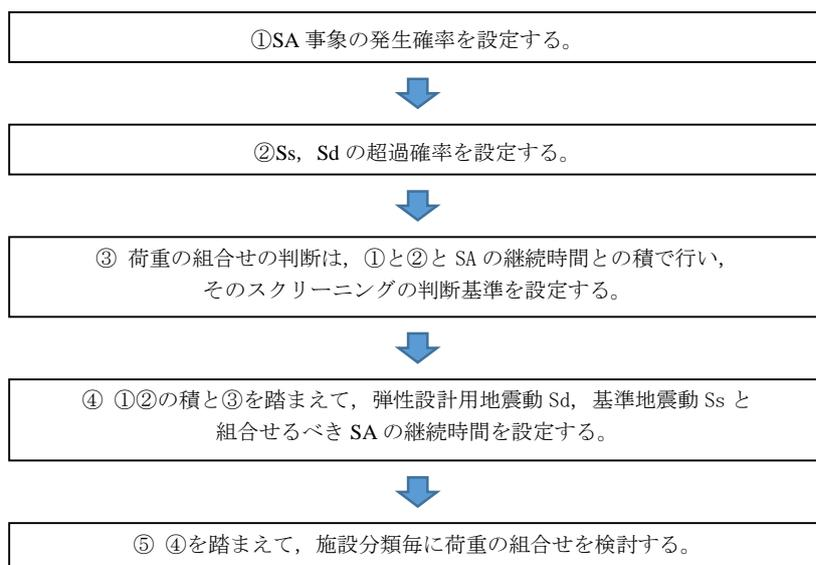 ①SA 事象の発生確率を設定する。
②Ss，Sd の超過確率を設定する。
③ 荷重の組合せの判断は，①と②と SA の継続時間との積で行い，
そのスクリーニングの判断基準を設定する。
④ ①②の積と③を踏まえて，弾性設計用地震動 Sd，基準地震動 Ss と
組合せるべき SA の継続時間を設定する。
⑤ ④を踏まえて，施設分類毎に荷重の組合せを検討する。